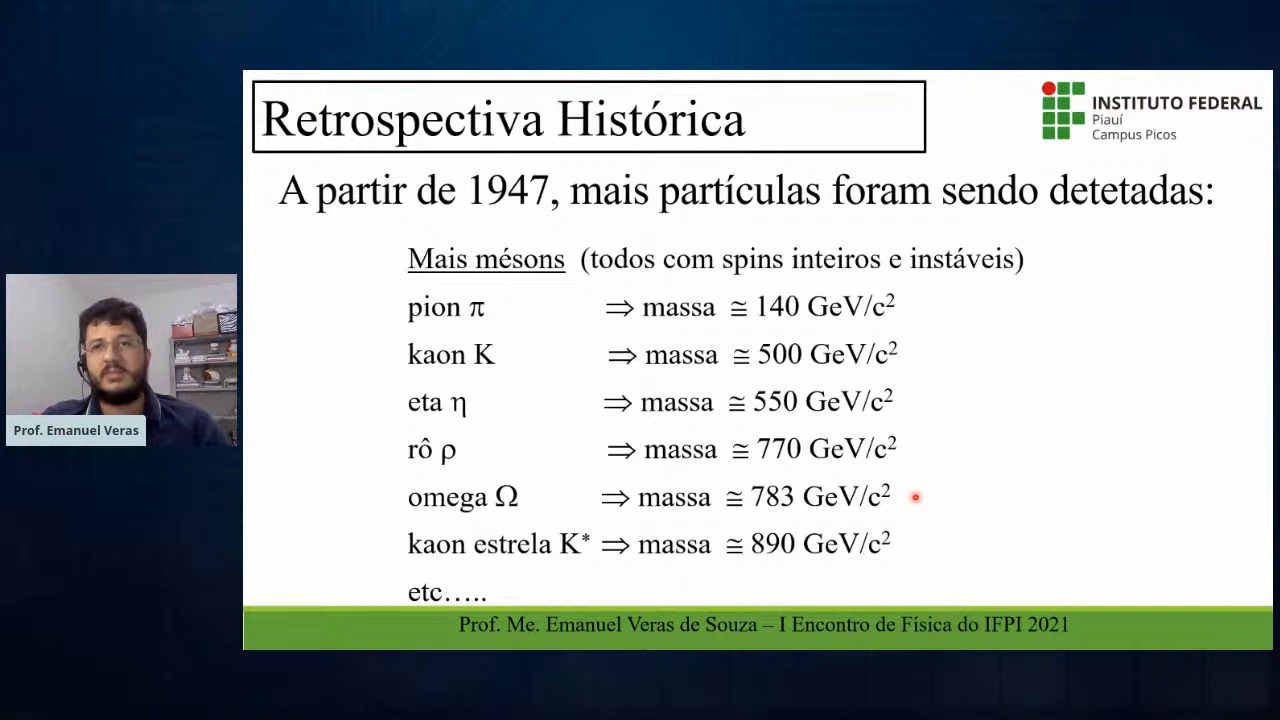 Retrospectiva Histórica
INSTITUTO FEDERAL
Piauí
Campus Picos
A partir de 1947, mais partículas foram sendo detetadas:
Mais mésons (todos com spins inteiros e instáveis)
pion π ⇒ massa ≅ 140 GeV/c²
kaon K ⇒ massa ≅ 500 GeV/c²
eta η ⇒ massa ≅ 550 GeV/c²
rô ρ ⇒ massa ≅ 770 GeV/c²
omega Ω ⇒ massa ≅ 783 GeV/c²
kaon estrela K* ⇒ massa ≅ 890 GeV/c²
etc…..
Prof. Emanuel Veras
Prof. Me. Emanuel Veras de Souza – I Encontro de Física do IFPI 2021